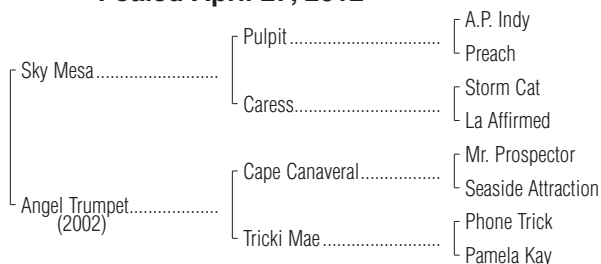 Foaled April 27, 2012
A.P. Indy
Pulpit......................................
Preach
Sky Mesa..............................
Storm Cat
Caress.....................................
La Affirmed
Mr. Prospector
Cape Canaveral....................
Seaside Attraction
Angel Trumpet......................
(2002)
Phone Trick
Tricki Mae.............................
Pamela Kay